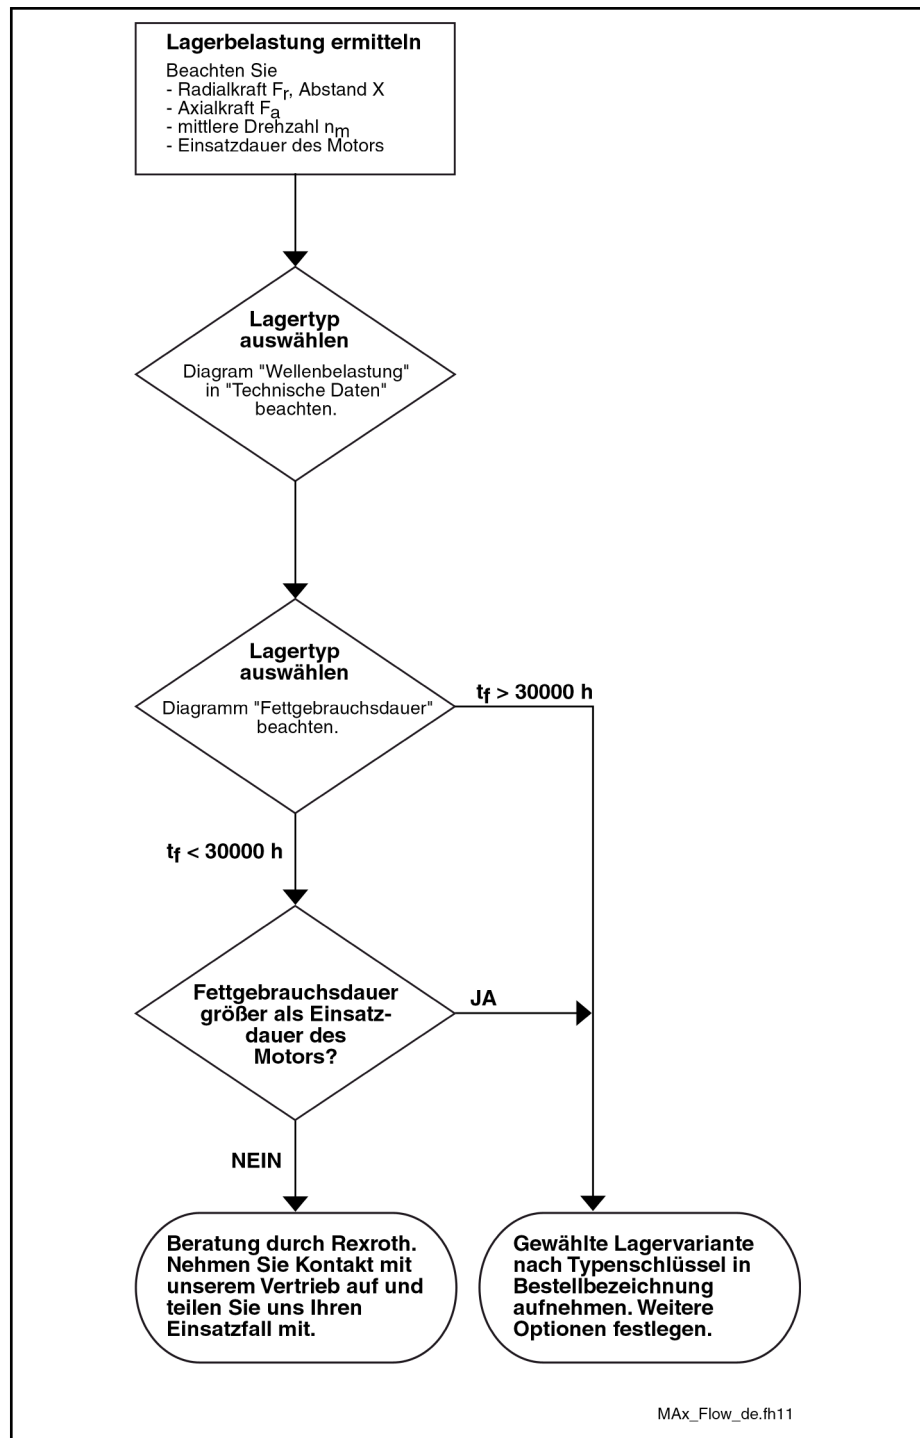 Lagerbelastung ermitteln
Beachten Sie
- Radialkraft Fr, Abstand X
- Axialkraft Fa
- mittlere Drehzahl nm
- Einsatzdauer des Motors
Lagertyp
auswählen
Diagram "Wellenbelastung"
in "Technische Daten"
beachten.
Lagertyp
auswählen
Diagramm "Fettgebrauchsdauer"
beachten.
tf > 30000 h
tf < 30000 h
Fettgebrauchsdauer
größer als Einsatz-
dauer des
Motors?
JA
NEIN
Beratung durch Rexroth.
Nehmen Sie Kontakt mit
unserem Vertrieb auf und
teilen Sie uns Ihren
Einsatzfall mit.
Gewählte Lagervariante
nach Typenschlüssel in
Bestellbezeichnung
aufnehmen. Weitere
Optionen festlegen.
MAx_Flow_de.fh11